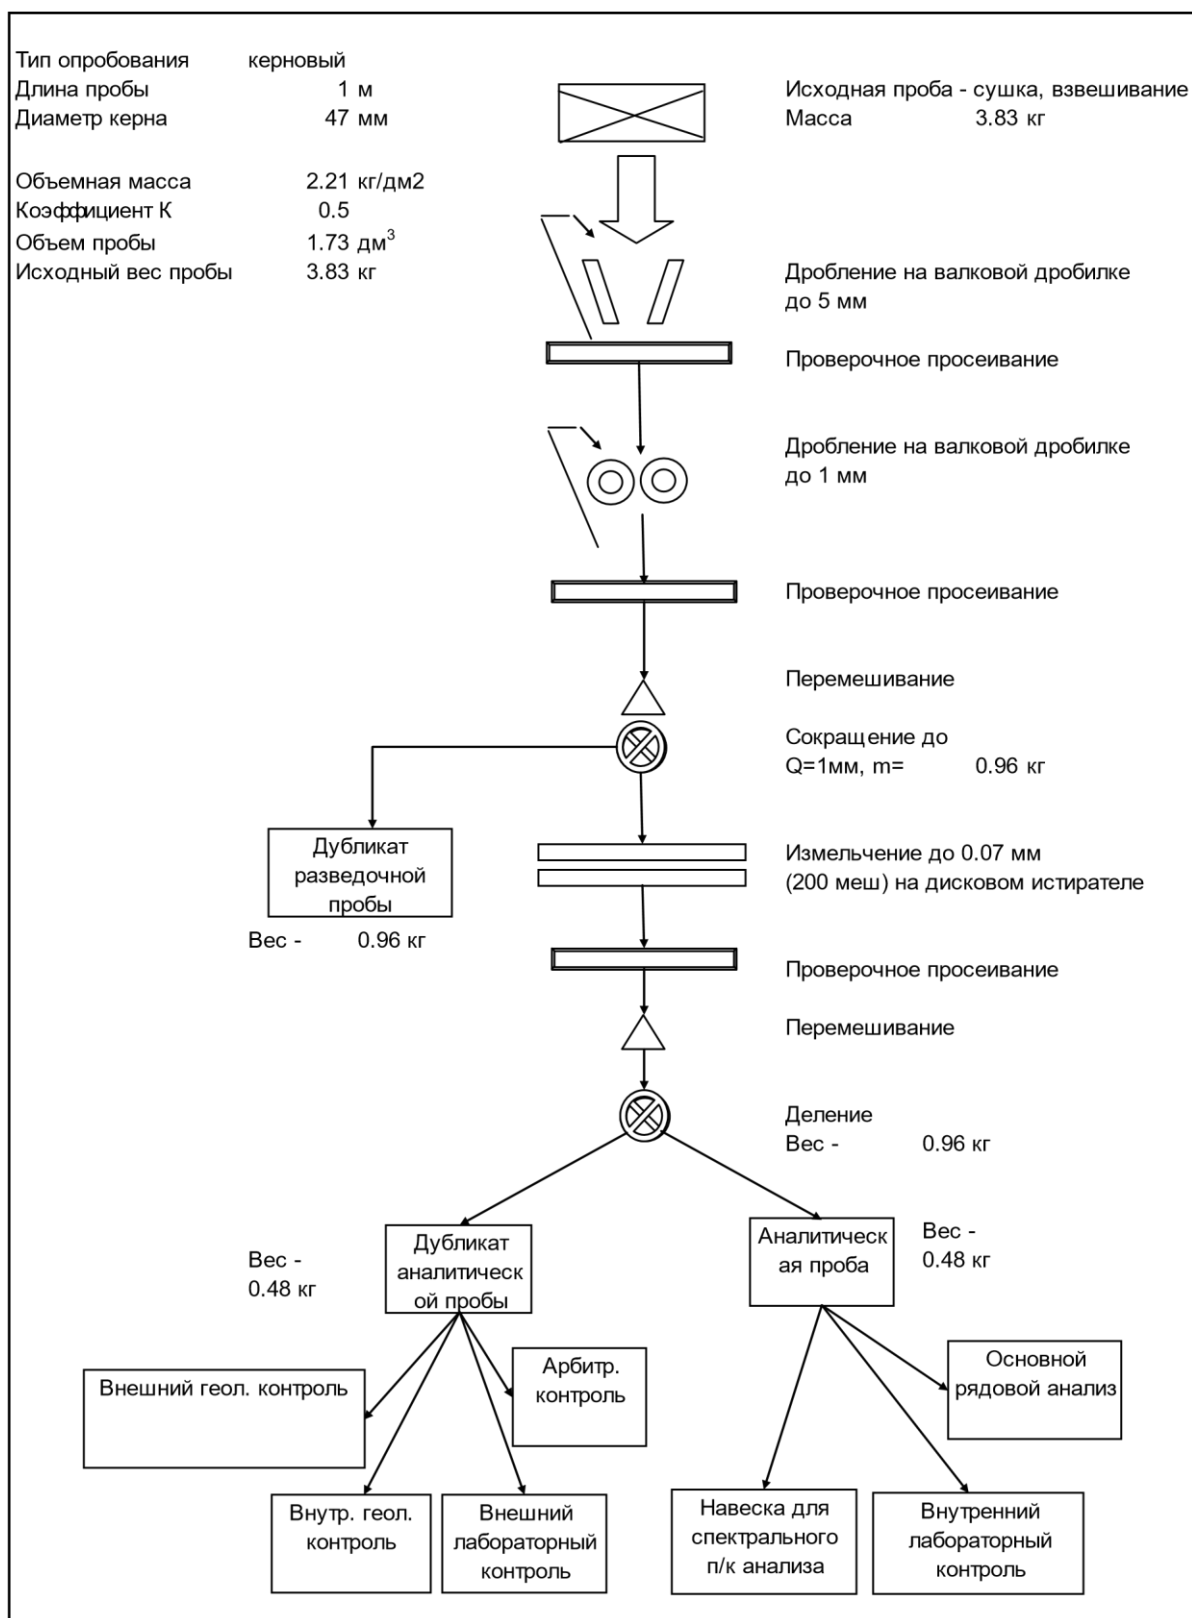 Тип опробования керновый
Длина пробы 1 м
Диаметр керна 47 мм
Исходная проба - сушка, взвешивание
Масса 3.83 кг
Объемная масса 2.21 кг/дм2
Коэффициент К 0.5
Объем пробы 1.73 дм³
Исходный вес пробы 3.83 кг
Дробление на валковой дробилке
до 5 мм
Проверочное просеивание
Дробление на валковой дробилке
до 1 мм
Проверочное просеивание
Перемешивание
Сокращение до
Q=1мм, m= 0.96 кг
Дубликат
разведочной
пробы
Вес - 0.96 кг
Измельчение до 0.07 мм
(200 меш) на дисковом истирателе
Проверочное просеивание
Перемешивание
Деление
Вес - 0.96 кг
Вес -
0.48 кг
Дубликат
аналитическ
ой пробы
Аналитическ
ая проба
Вес -
0.48 кг
Внешний геол. контроль
Арбитр.
контроль
Основной
рядовой анализ
Внутр. геол.
контроль
Внешний
лабораторный
контроль
Навеска для
спектрального
п/к анализа
Внутренний
лабораторный
контроль